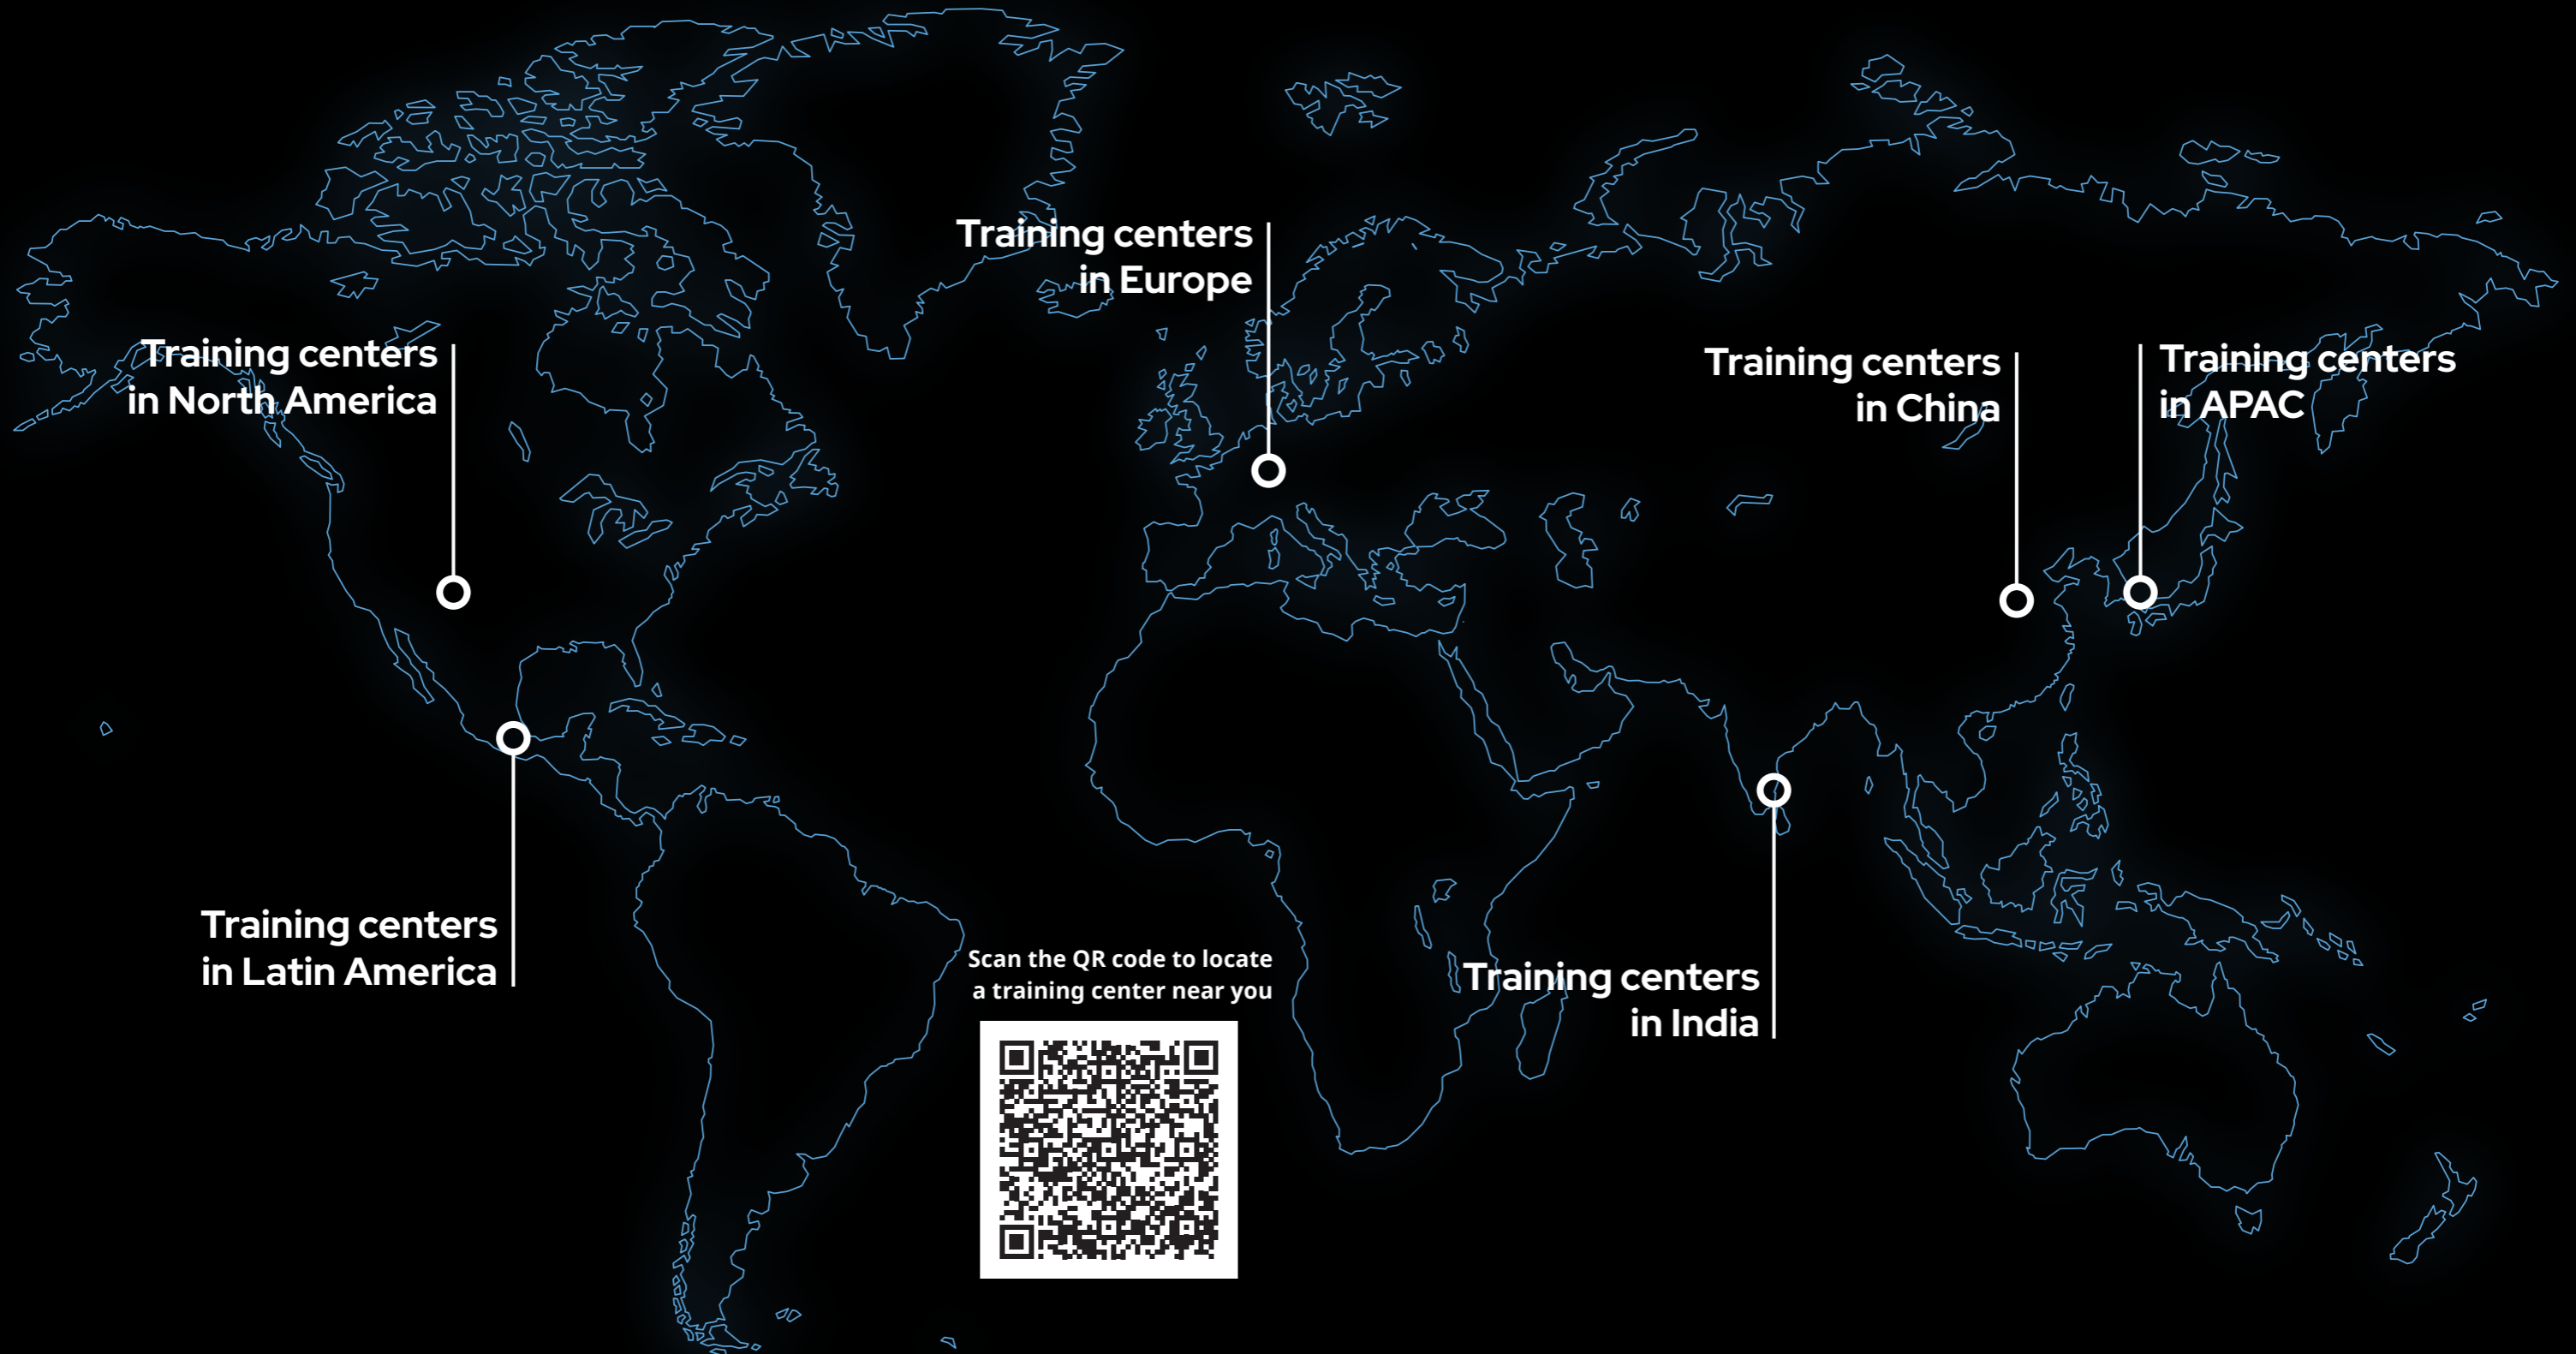 Training centers
in Europe
Training centers
in North America
Training centers
in China
Training centers
in APAC
Training centers
in Latin America
Scan the QR code to locate
a training center near you
Training centers
in India